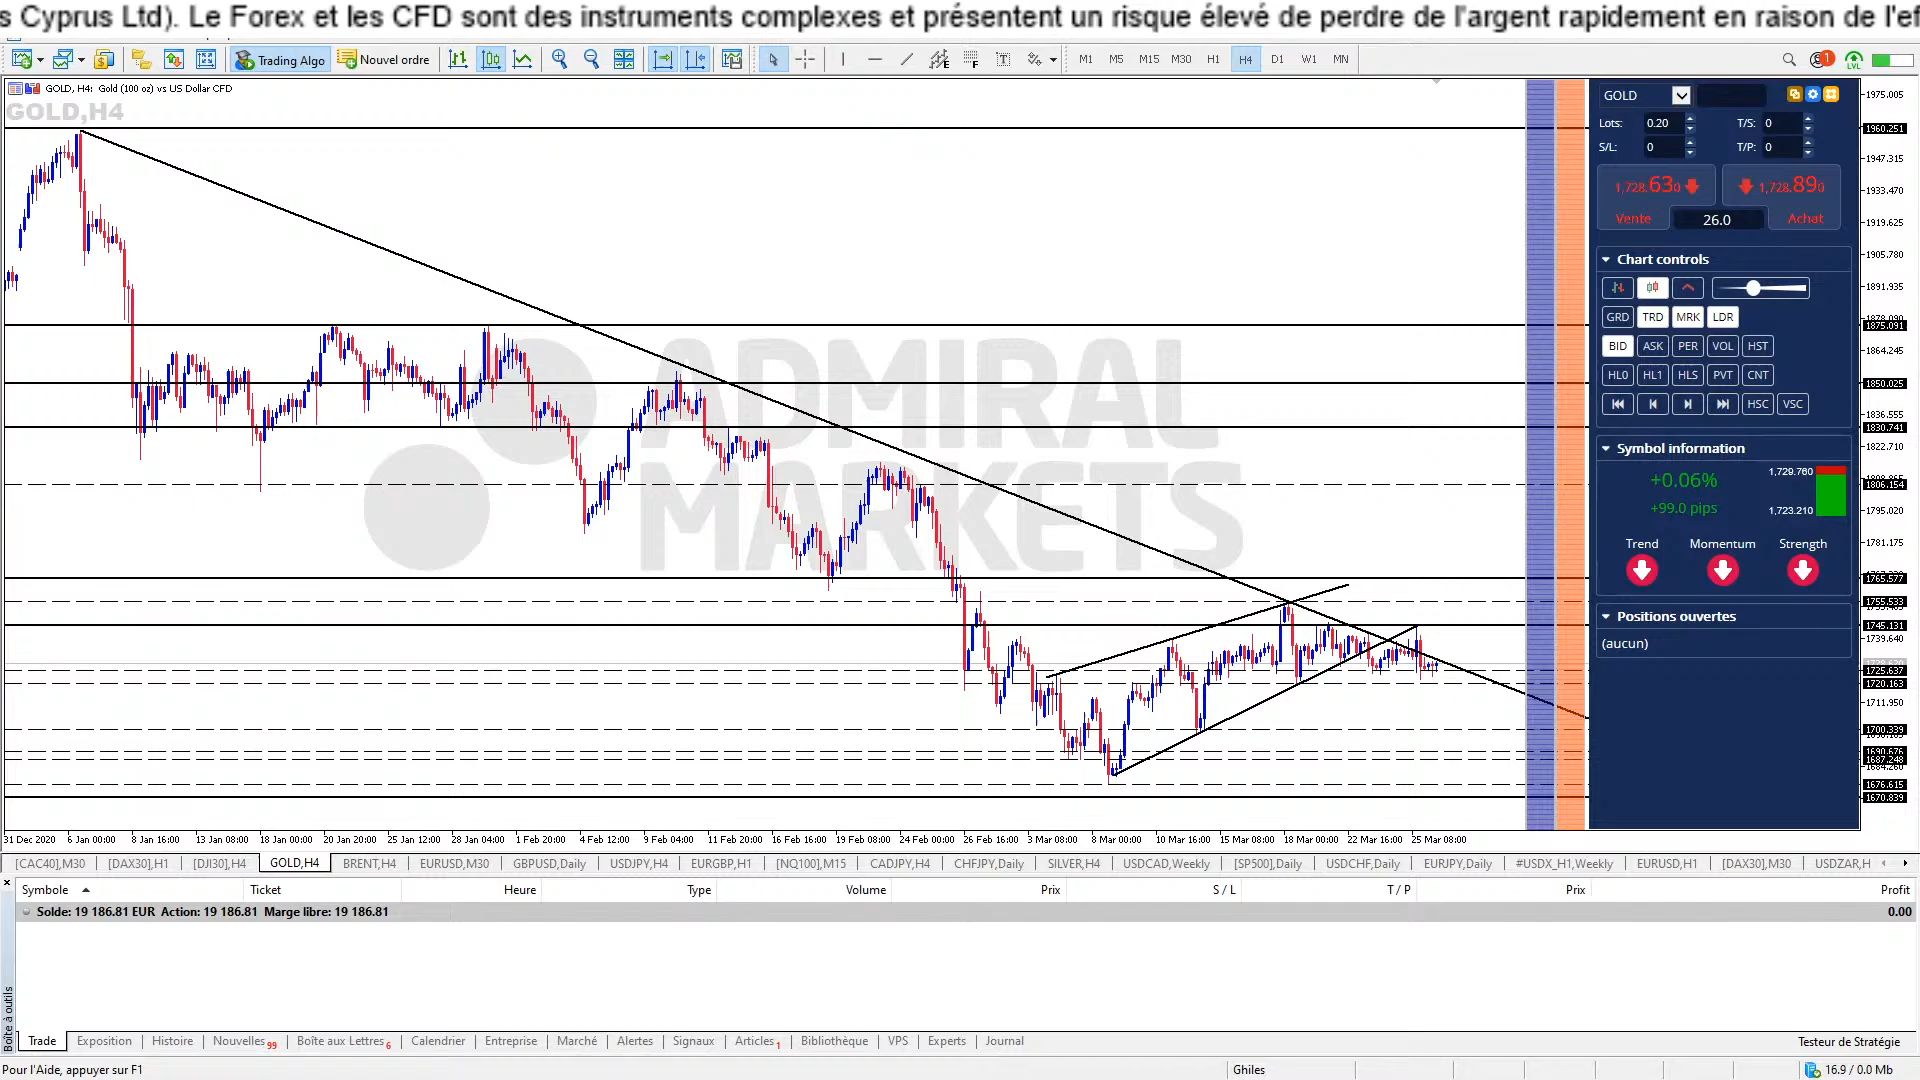 s Cyprus Ltd). Le Forex et les CFD sont des instruments complexes et présentent un risque élevé de perdre de l'argent rapidement en raison de l'ef
Trading Algo Nouvel ordre M1 M5 M15 M30 H1 H4 D1 W1 MN 1 LVL
GOLD, H4: Gold (100 oz) vs US Dollar CFD
GOLD,H4
ADMIRAL
MARKETS
1975.005
1960.251
1947.315
1933.470
1919.625
1905.780
1891.935
1875.091
1864.245
1850.025
1836.555
1830.741
1822.710
1806.154
1795.020
1781.175
1765.577
1755.533
1745.131
1739.640
1725.637
1720.163
1711.950
1700.339
1690.676
1687.248
1676.615
1670.839
GOLD
Lots: 0.20 T/S: 0
S/L: 0 T/P: 0
1,728.630 1,728.890
Vente 26.0 Achat
Chart controls
GRD TRD MRK LDR
BID ASK PER VOL HST
HL0 HL1 HLS PVT CNT
HSC VSC
Symbol information
+0.06% 1,729.760
+99.0 pips 1,723.210
Trend Momentum Strength
Positions ouvertes
(aucun)
31 Dec 2020 6 Jan 00:00 8 Jan 16:00 13 Jan 08:00 18 Jan 00:00 20 Jan 20:00 25 Jan 12:00 28 Jan 04:00 1 Feb 20:00 4 Feb 12:00 9 Feb 04:00 11 Feb 20:00 16 Feb 16:00 19 Feb 08:00 24 Feb 00:00 26 Feb 16:00 3 Mar 08:00 8 Mar 00:00 10 Mar 16:00 15 Mar 08:00 18 Mar 00:00 22 Mar 16:00 25 Mar 08:00
[CAC40],M30 [DAX30],H1 [DJI30],H4 GOLD,H4 BRENT,H4 EURUSD,M30 GBPUSD,Daily USDJPY,H4 EURGBP,H1 [NQ100],M15 CADJPY,H4 CHFJPY,Daily SILVER,H4 USDCAD,Weekly [SP500],Daily USDCHF,Daily EURJPY,Daily #USDX_H1,Weekly EURUSD,H1 [DAX30],M30 USDZAR,H
Symbole Ticket Heure Type Volume Prix S / L T / P Prix Profit
Solde: 19 186.81 EUR Action: 19 186.81 Marge libre: 19 186.81 0.00
Boîte à outils
Trade Exposition Histoire Nouvelles 99 Boîte aux Lettres 6 Calendrier Entreprise Marché Alertes Signaux Articles 1 Bibliothèque VPS Experts Journal Testeur de Stratégie
Pour l'Aide, appuyer sur F1 Ghiles 16.9 / 0.0 Mb